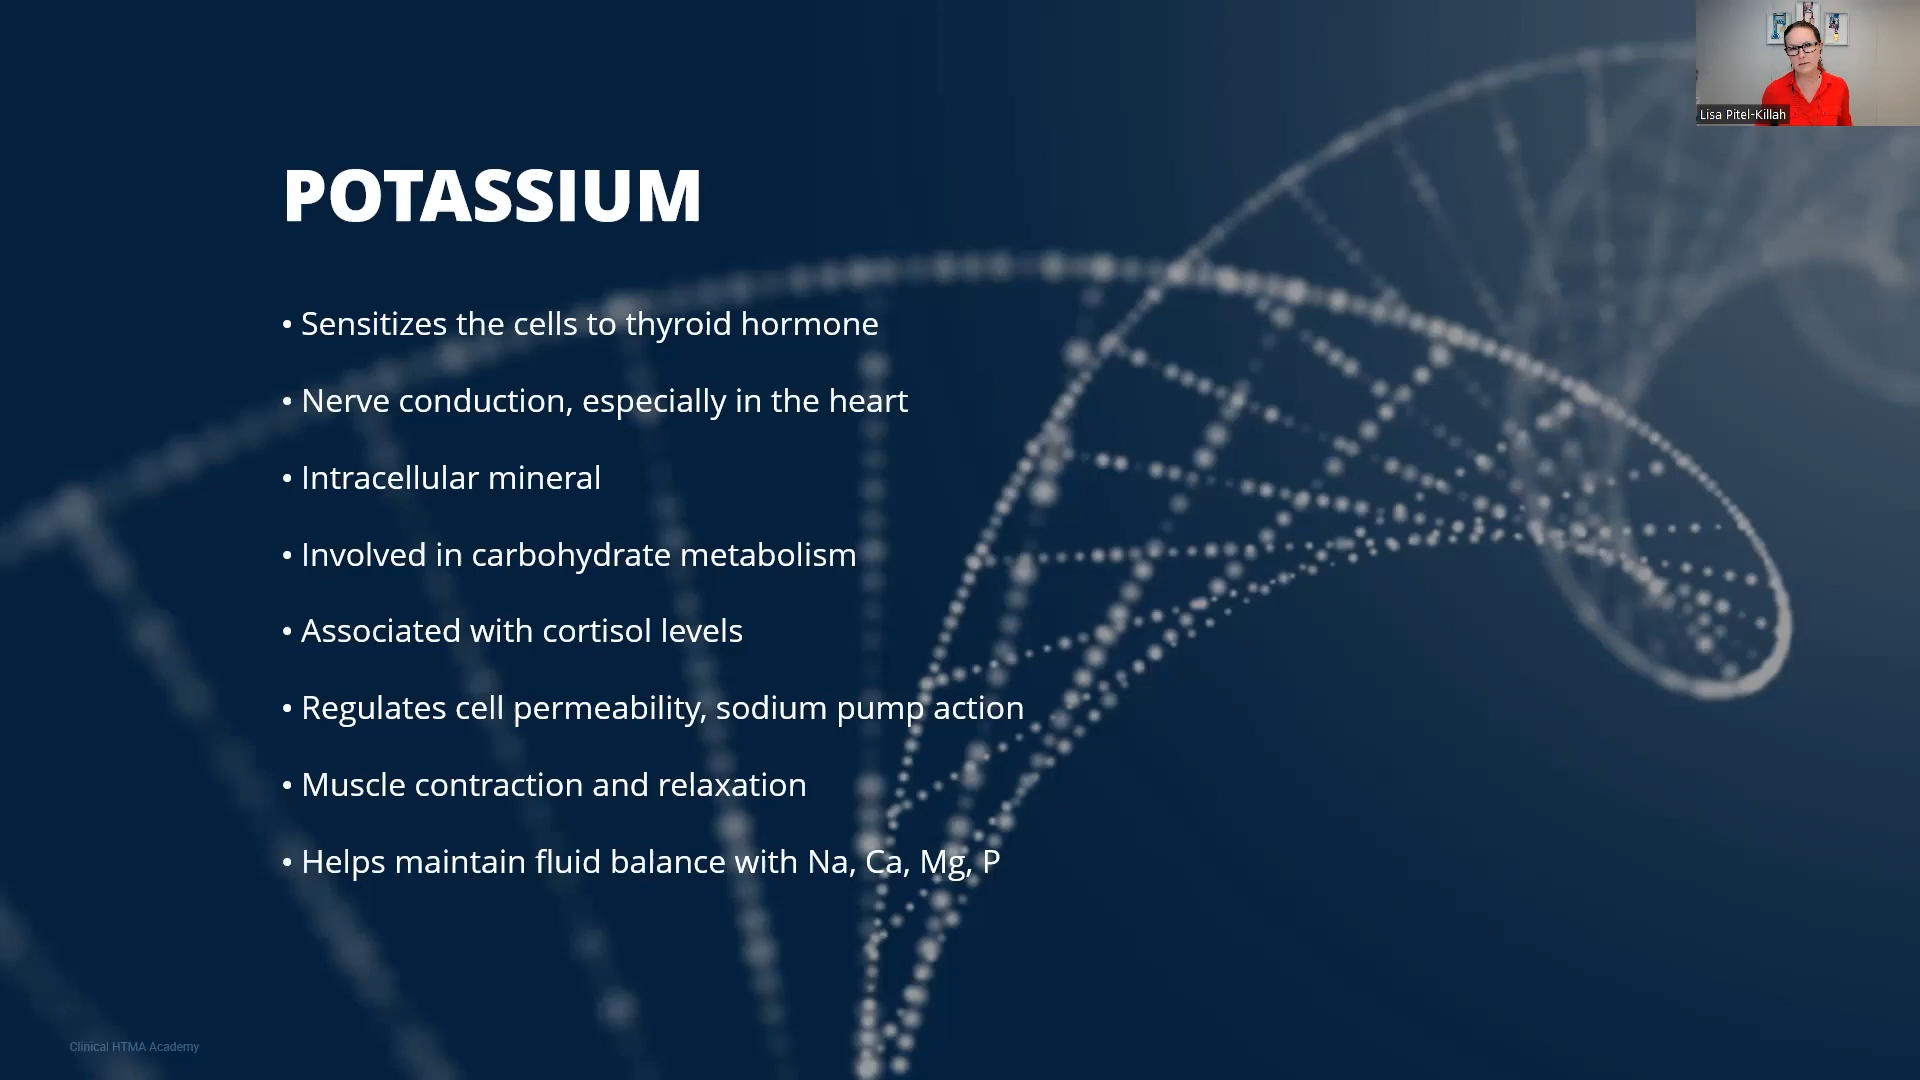 Lisa Pitel-Killah
POTASSIUM
• Sensitizes the cells to thyroid hormone
• Nerve conduction, especially in the heart
• Intracellular mineral
• Involved in carbohydrate metabolism
• Associated with cortisol levels
• Regulates cell permeability, sodium pump action
• Muscle contraction and relaxation
• Helps maintain fluid balance with Na, Ca, Mg, P
Clinical HTMA Academy